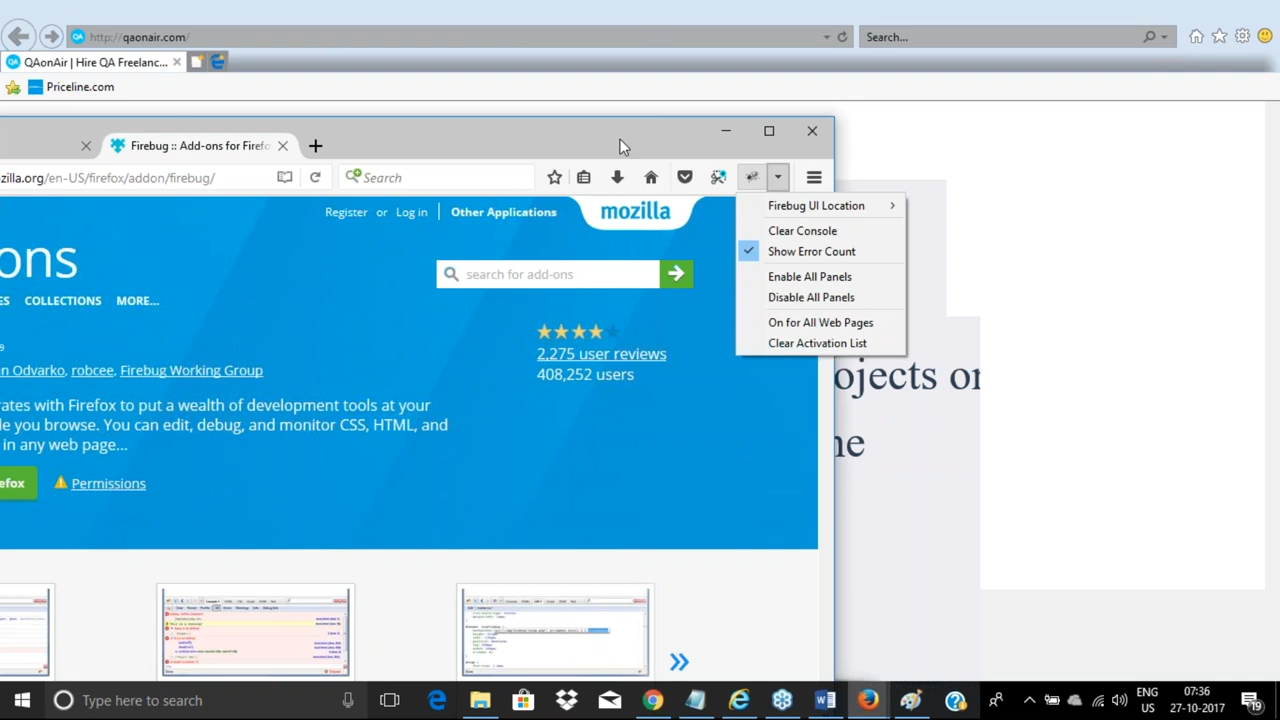 http://qaonair.com/
Search...
QAonAir | Hire QA Freelanc...
Priceline.com
Firebug :: Add-ons for Firefo
zilla.org/en-US/firefox/addon/firebug/
Search
Register or Log in
Other Applications
mozilla
Firebug UI Location
Clear Console
Show Error Count
Enable All Panels
Disable All Panels
On for All Web Pages
Clear Activation List
ons
search for add-ons
ES COLLECTIONS MORE...
2,275 user reviews
408,252 users
9
n Odvarko, robcee, Firebug Working Group
ojects or
rates with Firefox to put a wealth of development tools at your
le you browse. You can edit, debug, and monitor CSS, HTML, and
in any web page...
ne
efox
Permissions
Type here to search
ENG
US
07:36
27-10-2017
19